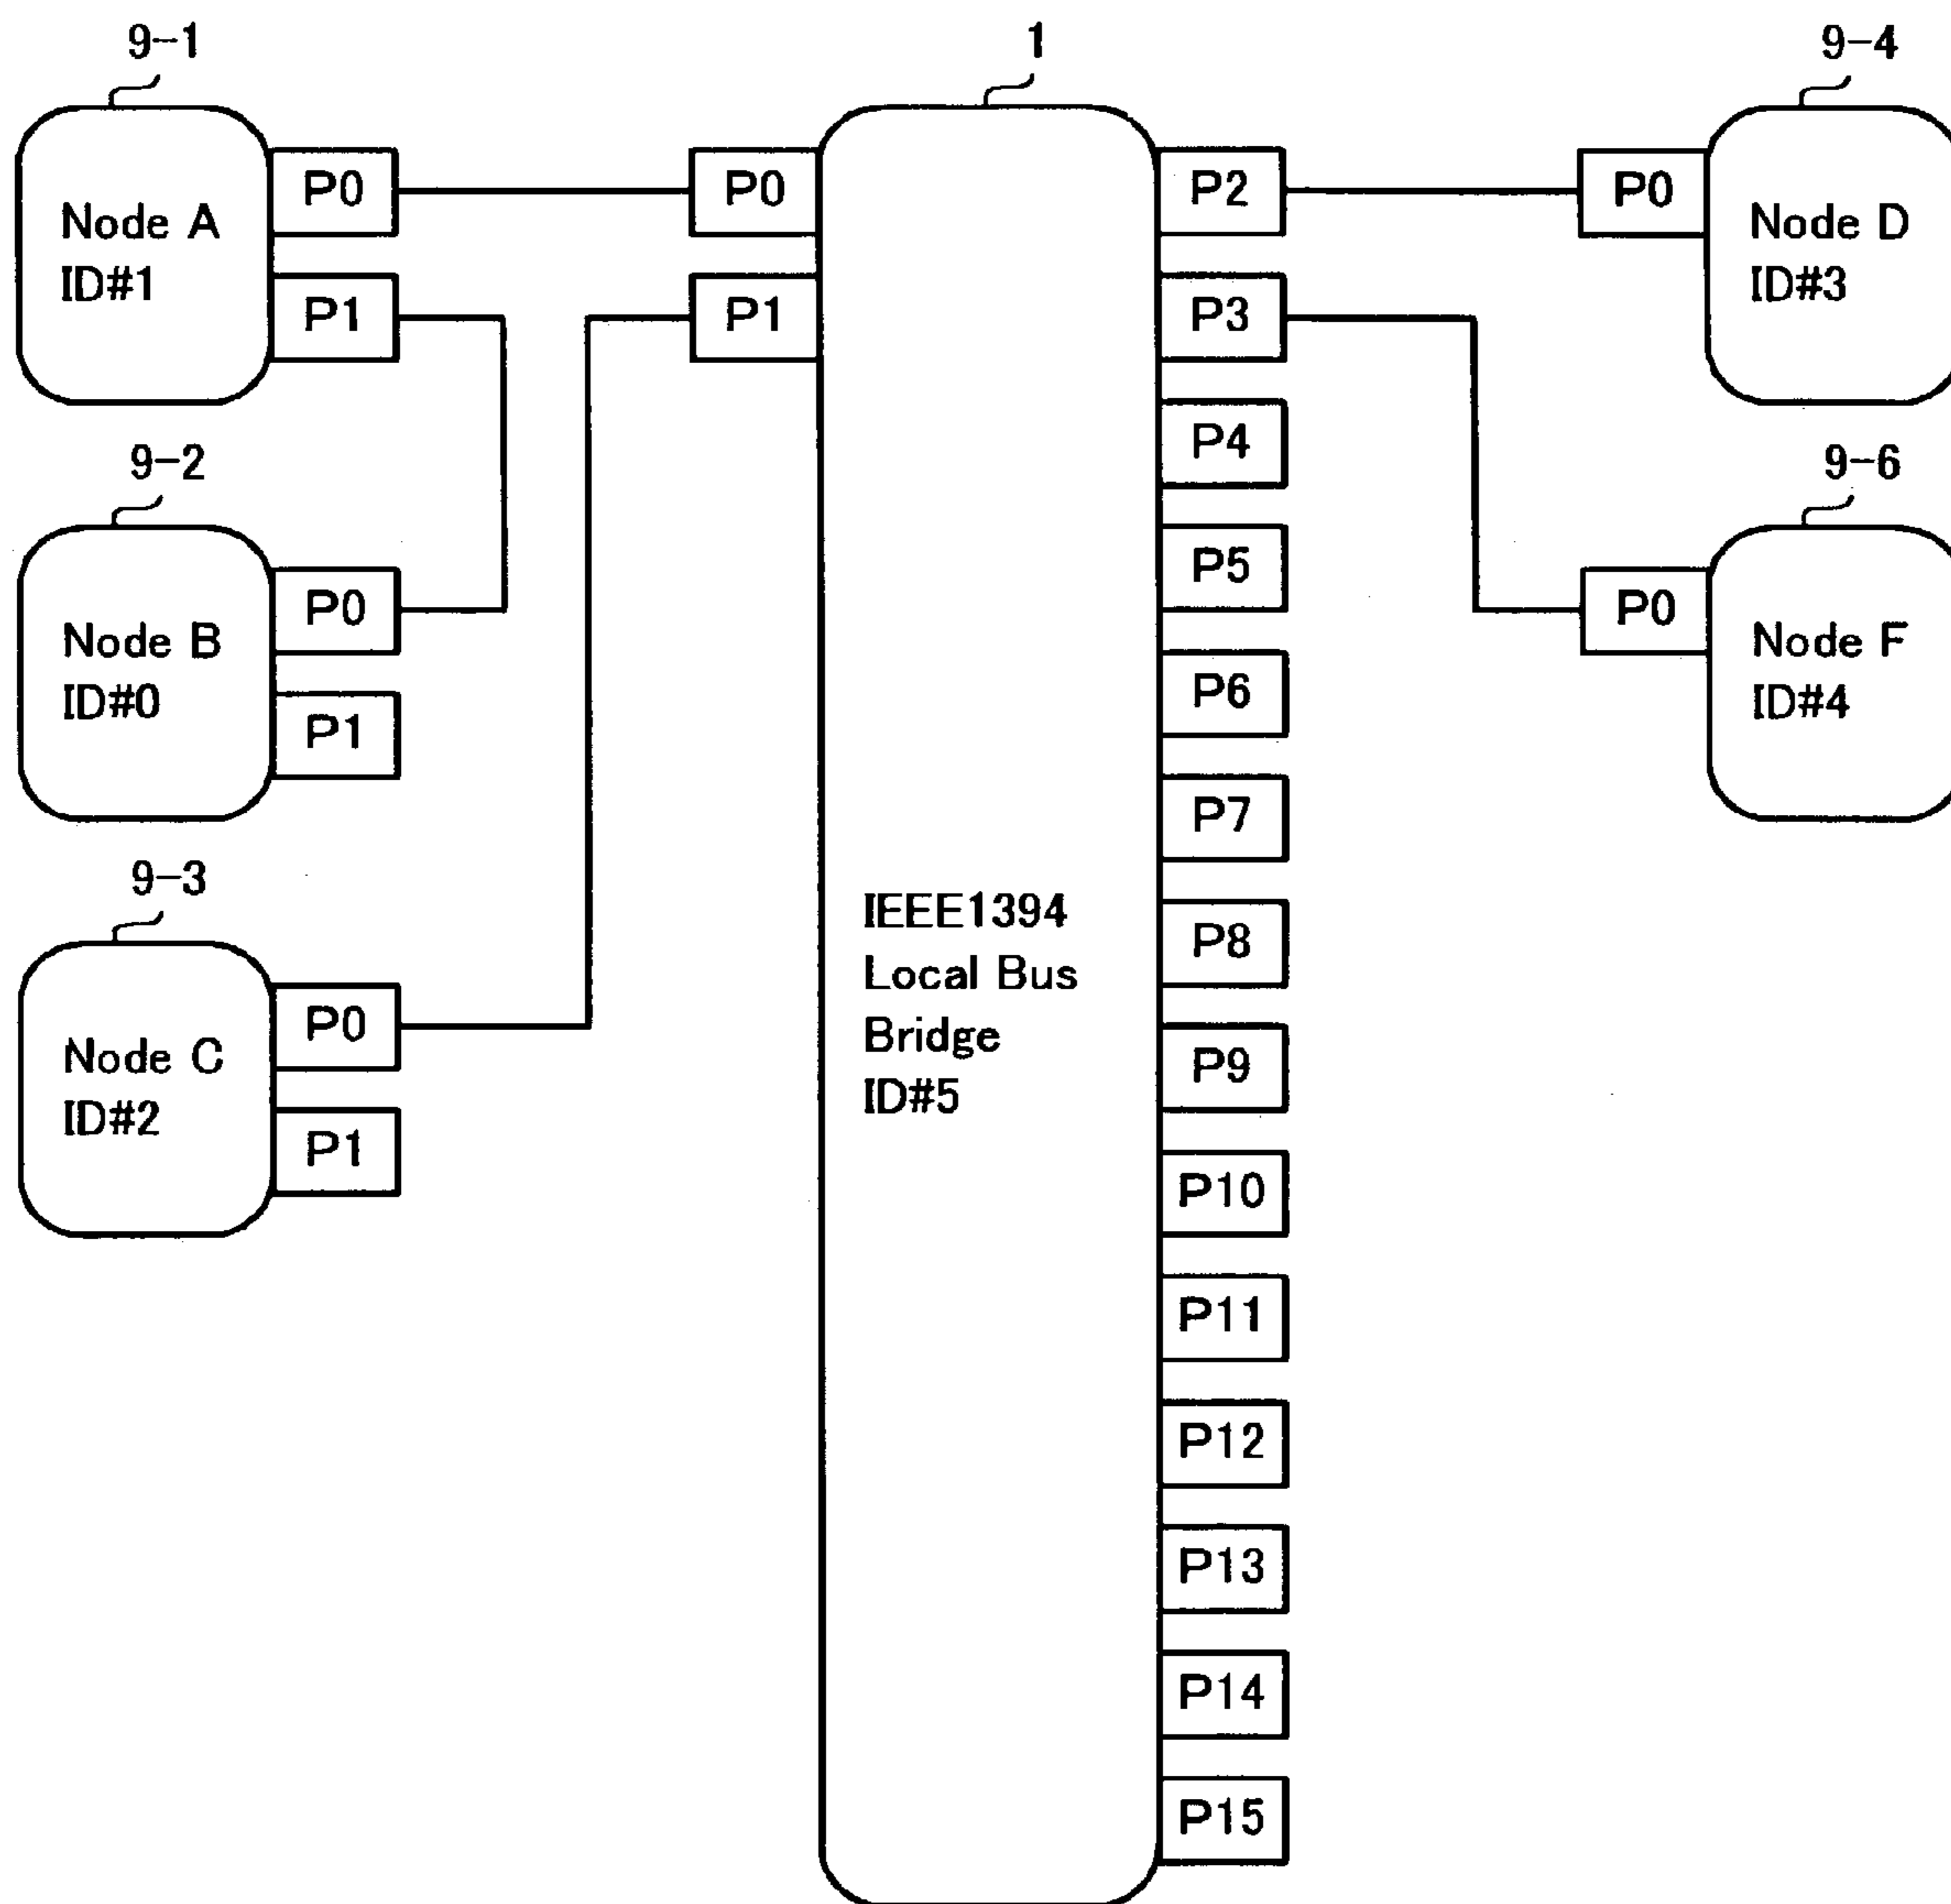 9-1
1
9-4
Node A
ID#1
P0
P1
P0
P1
P2
P3
P0
Node D
ID#3
9-2
Node B
ID#0
P0
P1
P4
P5
P6
P7
9-6
P0
Node F
ID#4
9-3
Node C
ID#2
P0
P1
IEEE1394
Local Bus
Bridge
ID#5
P8
P9
P10
P11
P12
P13
P14
P15